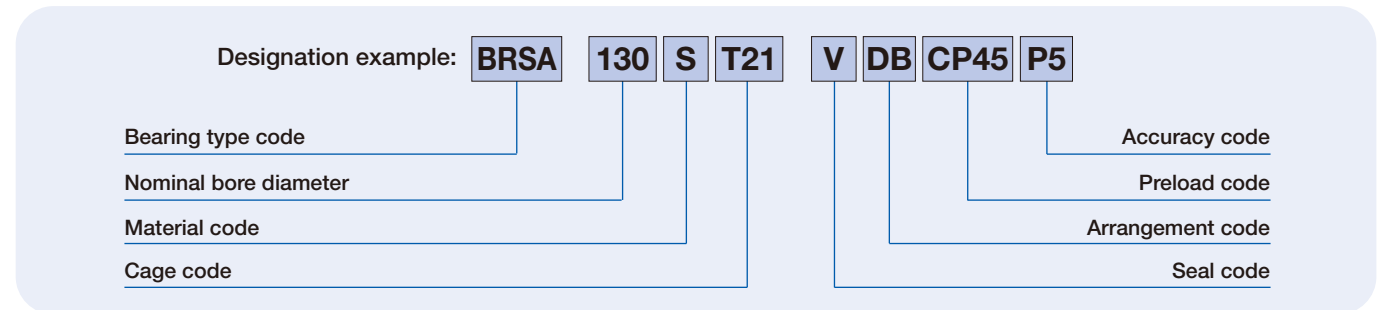 Designation example: BRSA 130 S T21 V DB CP45 P5
Bearing type code
Accuracy code
Nominal bore diameter
Preload code
Material code
Arrangement code
Cage code
Seal code